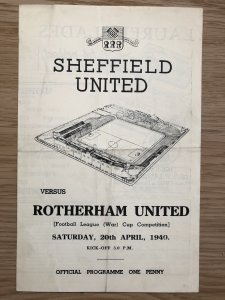 SHEFFIELD
UNITED
VERSUS
ROTHERHAM UNITED
[Football League (War) Cup Competition]
SATURDAY, 20th APRIL, 1940.
KICK-OFF 3.0 P.M.
OFFICIAL PROGRAMME ONE PENNY